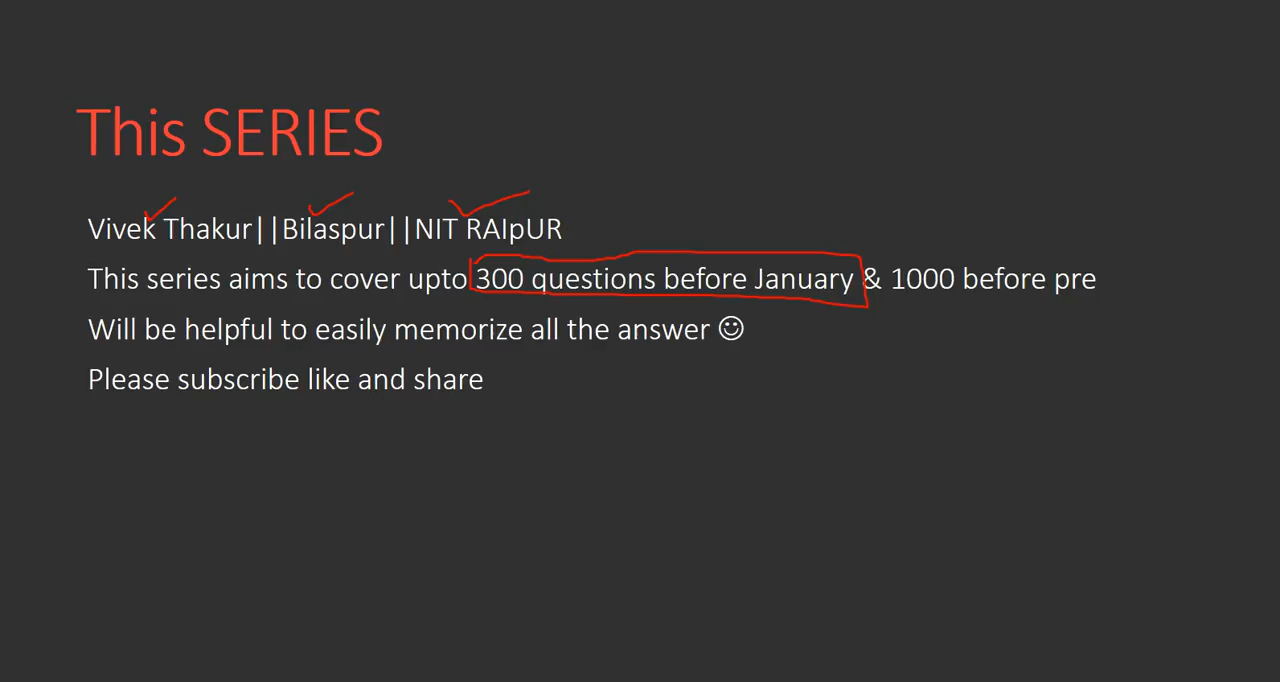 This SERIES
Vivek Thakur||Bilaspur||NIT RAIpUR
This series aims to cover upto 300 questions before January & 1000 before pre
Will be helpful to easily memorize all the answer ☺
Please subscribe like and share